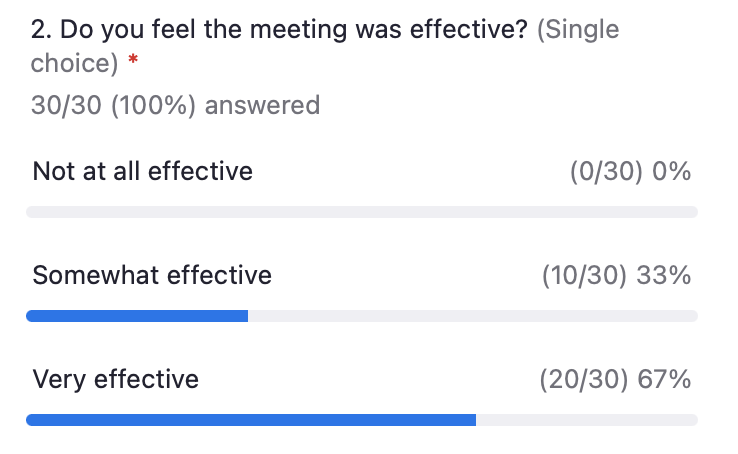 2. Do you feel the meeting was effective? (Single
choice) *
30/30 (100%) answered
Not at all effective (0/30) 0%
Somewhat effective (10/30) 33%
Very effective (20/30) 67%